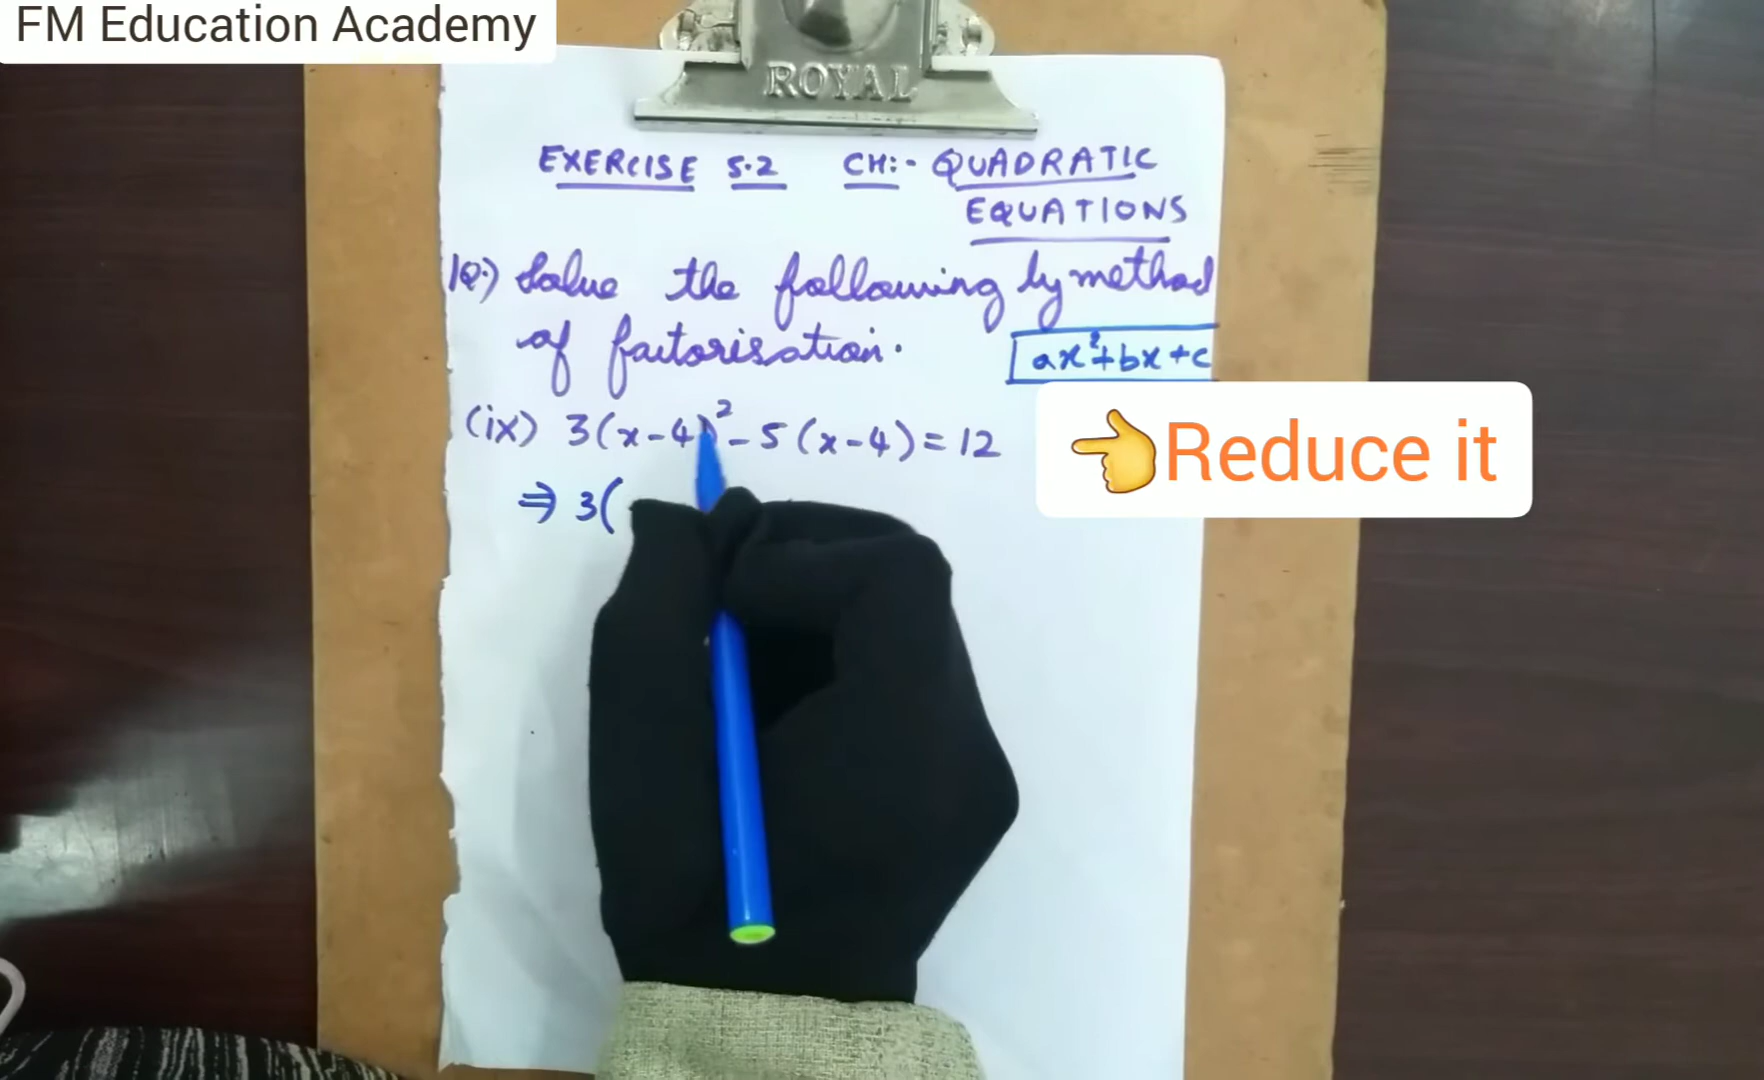 FM Education Academy
ROYAL
EXERCISE 5.2 CH:- QUADRATIC
EQUATIONS
1Q.) Solve the following by method
of factorisation.
ax²+bx+c
(ix) 3(x-4)²-5(x-4)=12
👈Reduce it
⇒ 3(